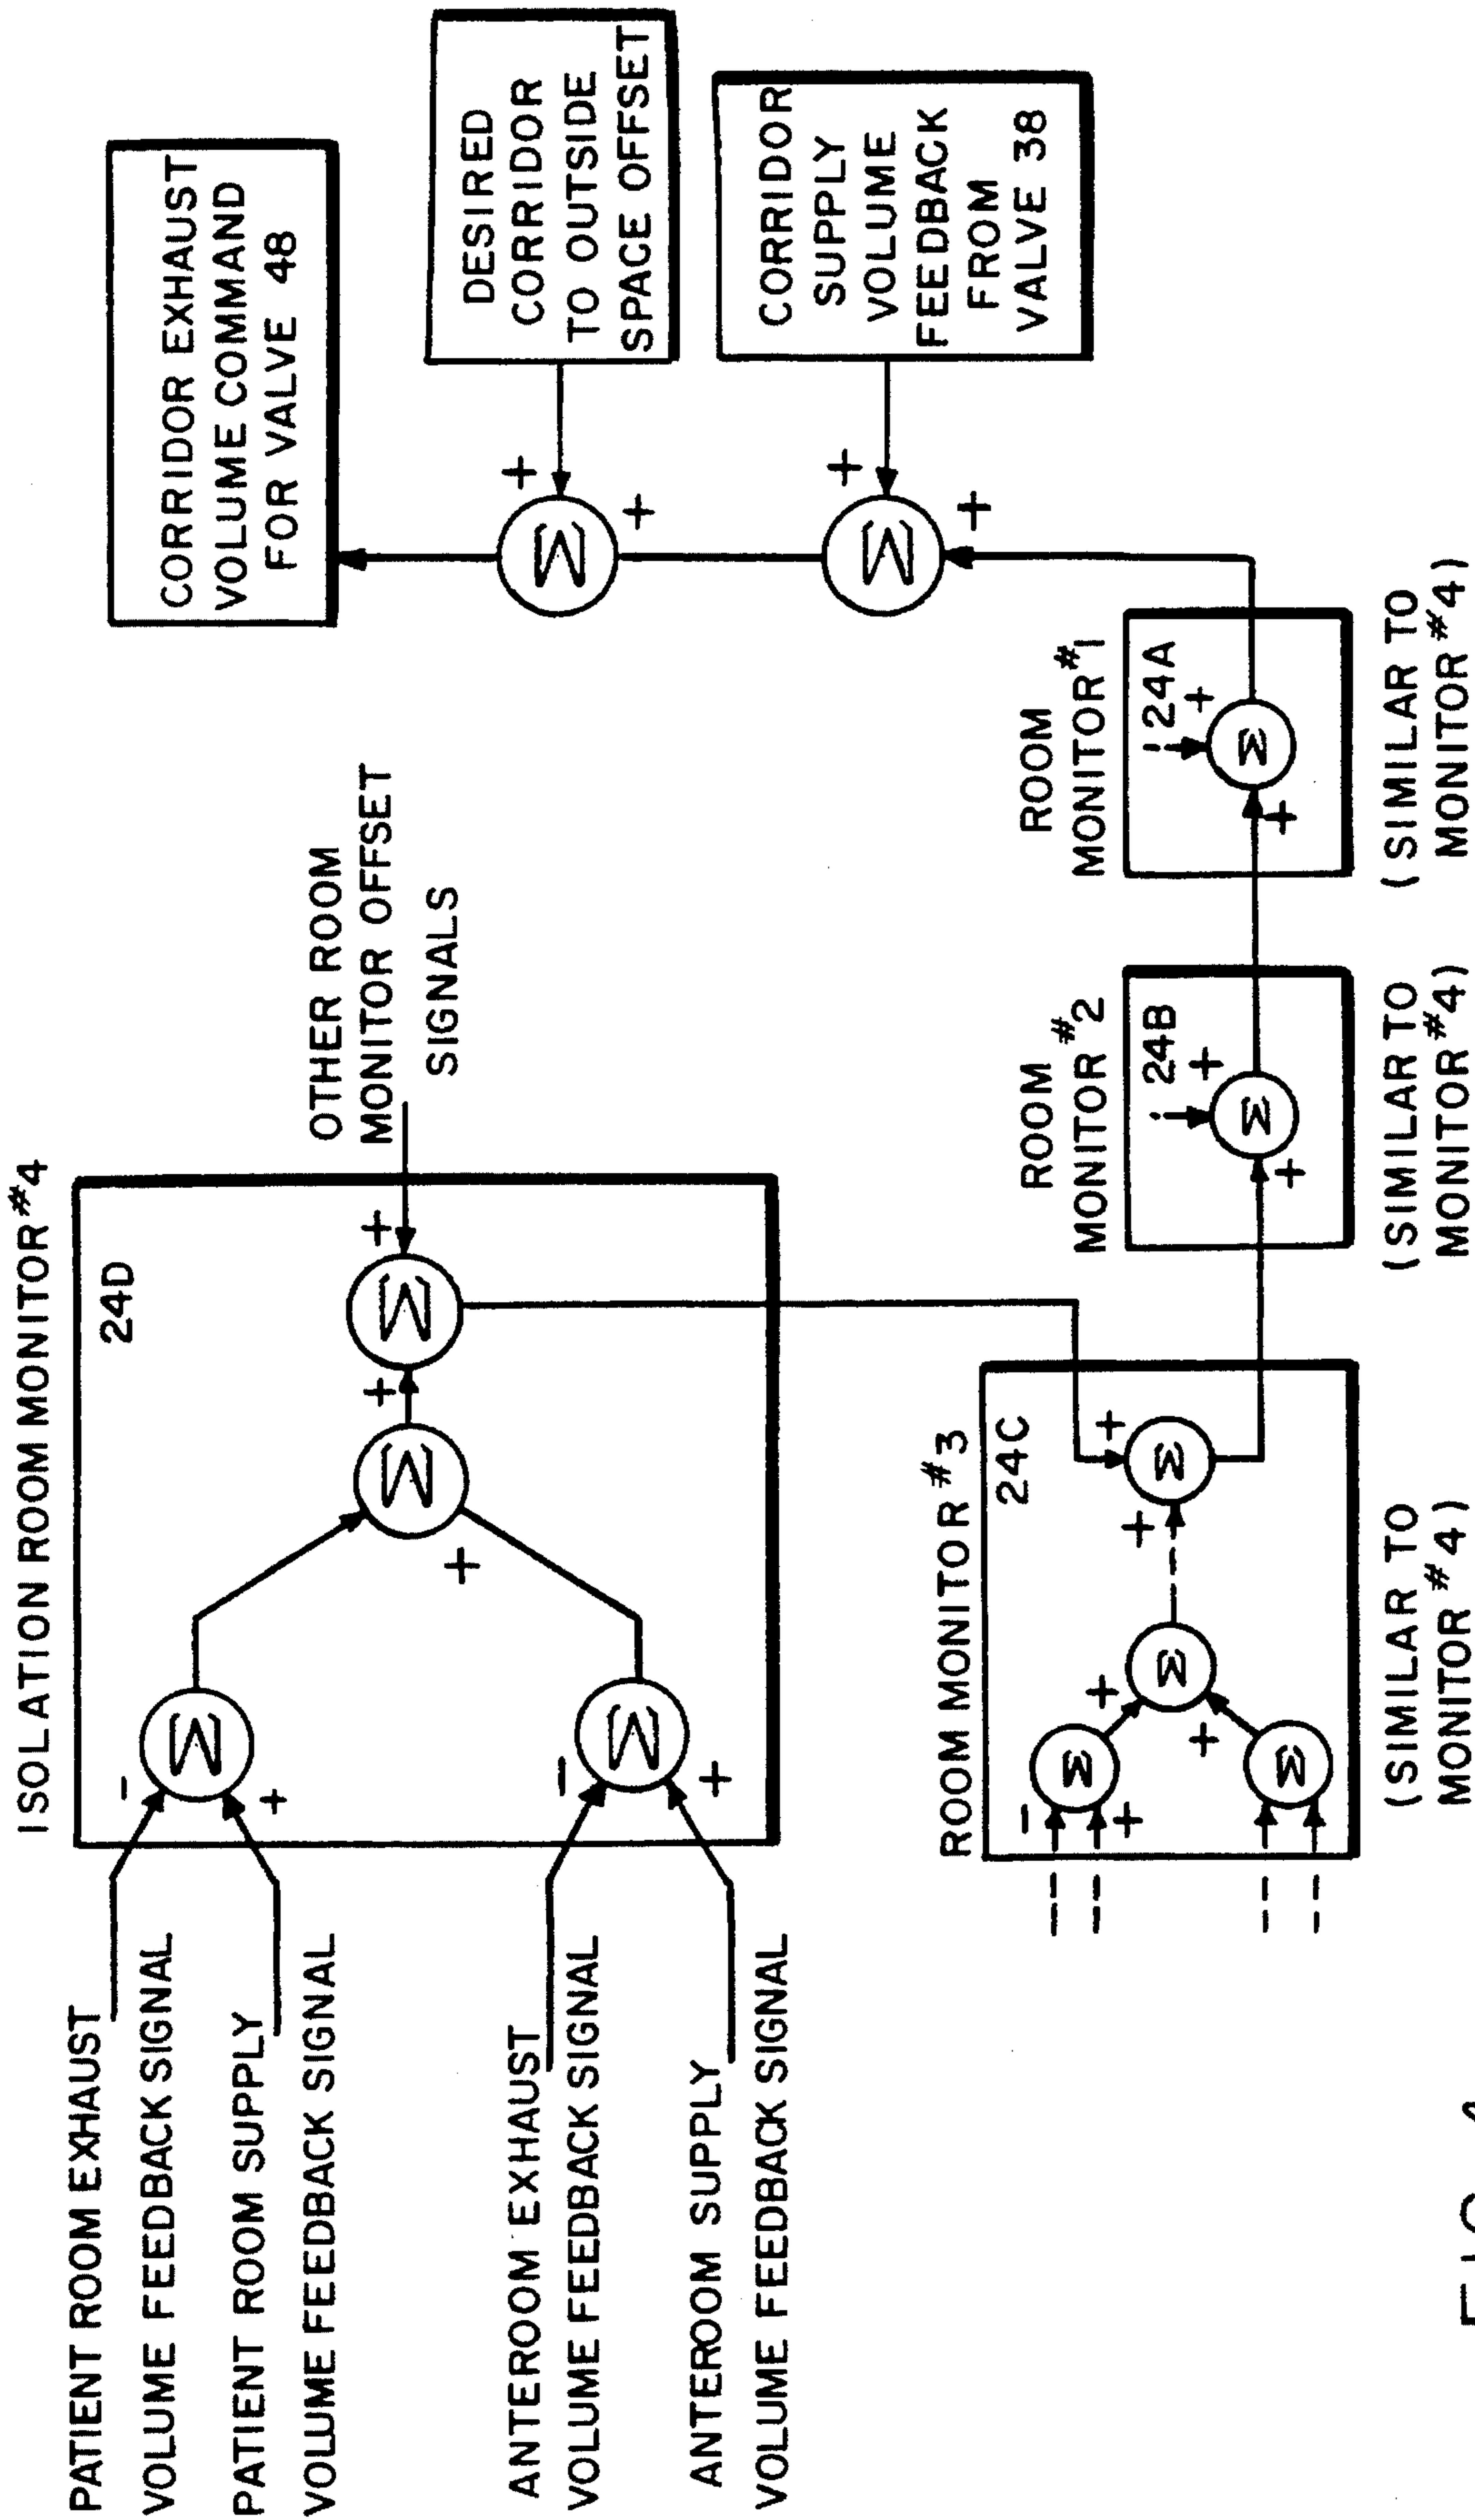 ISOLATION ROOM MONITOR #4
24D
PATIENT ROOM EXHAUST
VOLUME FEEDBACK SIGNAL
PATIENT ROOM SUPPLY
VOLUME FEEDBACK SIGNAL
ANTEROOM EXHAUST
VOLUME FEEDBACK SIGNAL
ANTEROOM SUPPLY
VOLUME FEEDBACK SIGNAL
-
+
Σ
-
+
Σ
+
Σ
+
Σ
+
OTHER ROOM
MONITOR OFFSET
SIGNALS
CORRIDOR EXHAUST
VOLUME COMMAND
FOR VALVE 48
DESIRED
CORRIDOR
TO OUTSIDE
SPACE OFFSET
+
Σ
+
CORRIDOR
SUPPLY
VOLUME
FEEDBACK
FROM
VALVE 38
+
Σ
+
ROOM MONITOR #3
24C
-
+
Σ
Σ
+
+
Σ
+
+
Σ
(SIMILAR TO
MONITOR #4)
ROOM
MONITOR #2
24B
+
Σ
+
(SIMILAR TO
MONITOR #4)
ROOM
MONITOR #1
24A
+
Σ
+
(SIMILAR TO
MONITOR #4)